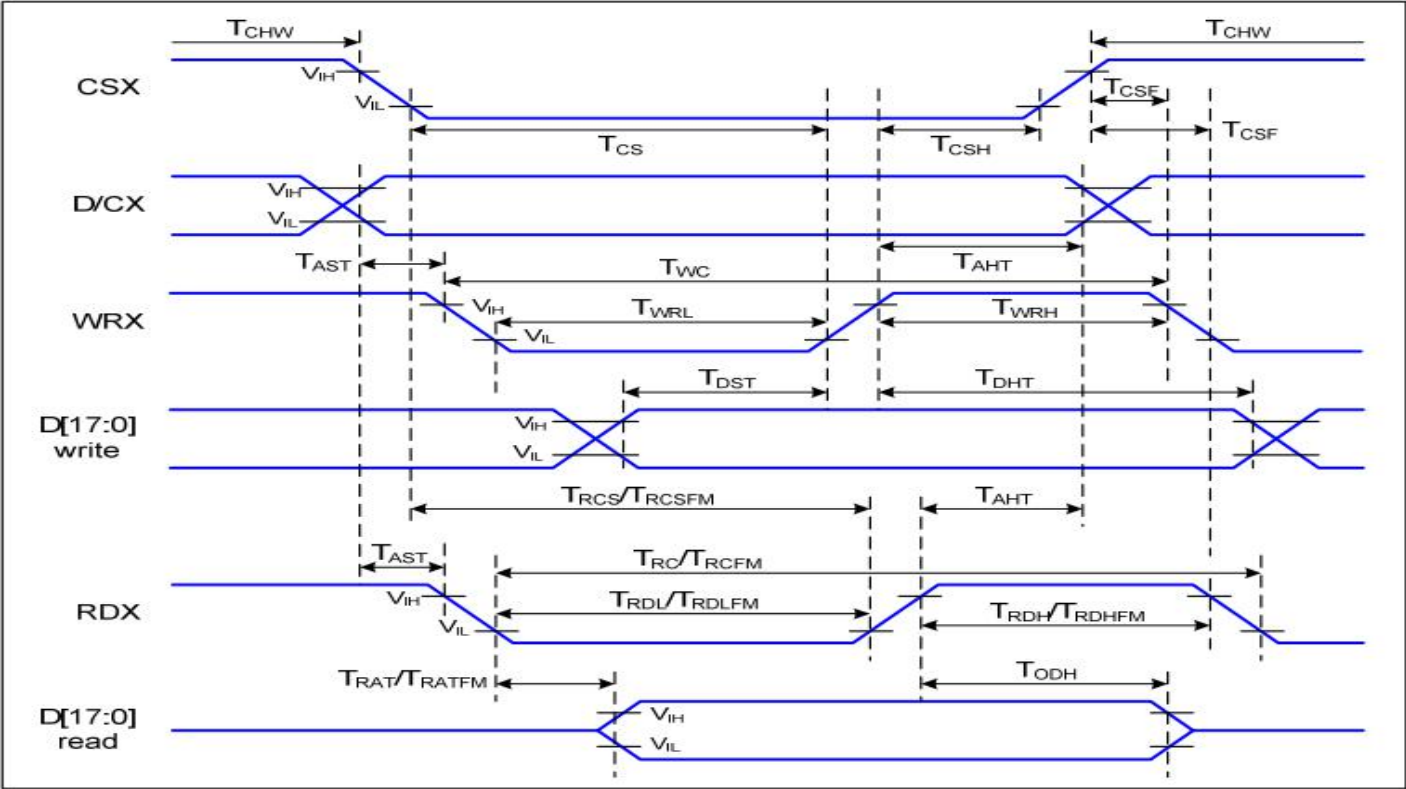 TCHW TCHW
VIH
CSX
VIL
TCSF
TCS TCSH TCSF
VIH
D/CX
VIL
TAST TWC TAHT
VIH TWRL TWRH
WRX
VIL
TDST TDHT
D[17:0]
write
VIH
VIL
TRCS/TRCSFM TAHT
TAST TRC/TRCFM
VIH TRDL/TRDLFM TRDH/TRDHFM
RDX
VIL
TRAT/TRATFM TODH
D[17:0]
read
VIH
VIL